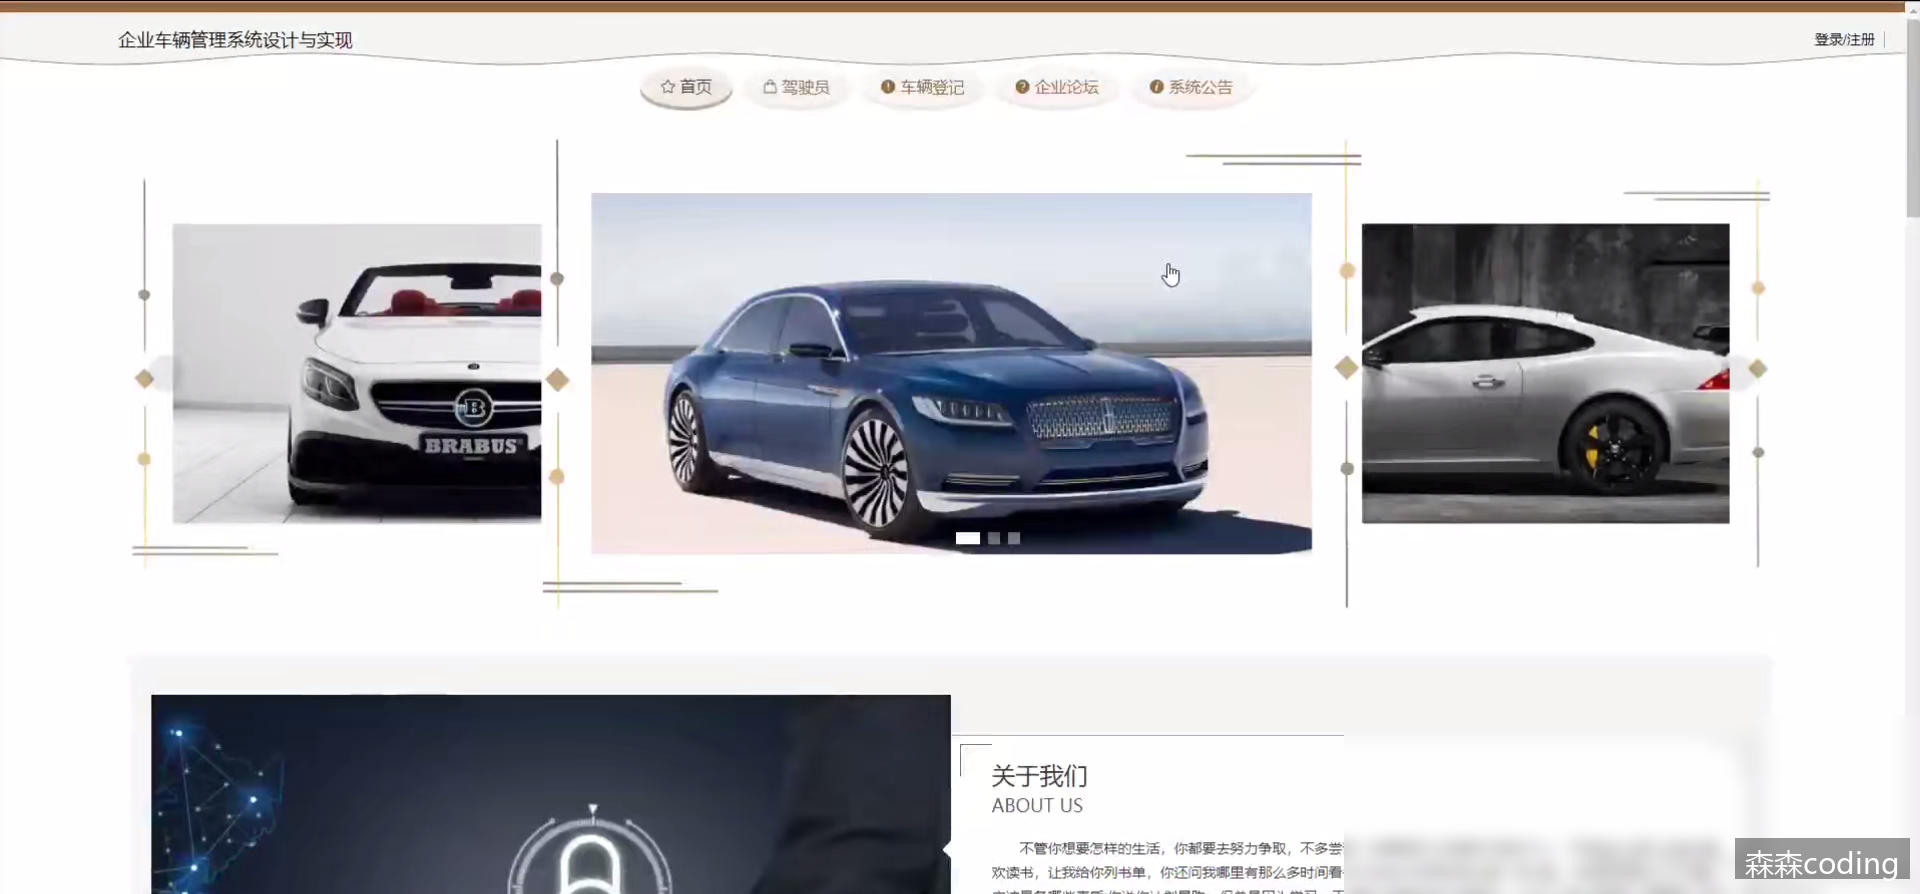 企业车辆管理系统设计与实现
登录/注册
首页
驾驶员
车辆登记
企业论坛
系统公告
B
BRABUS
关于我们
ABOUT US
不管你想要怎样的生活，你都要去努力争取，不多尝
欢读书，让我给你列书单，你还问我哪里有那么多时间看
森森coding